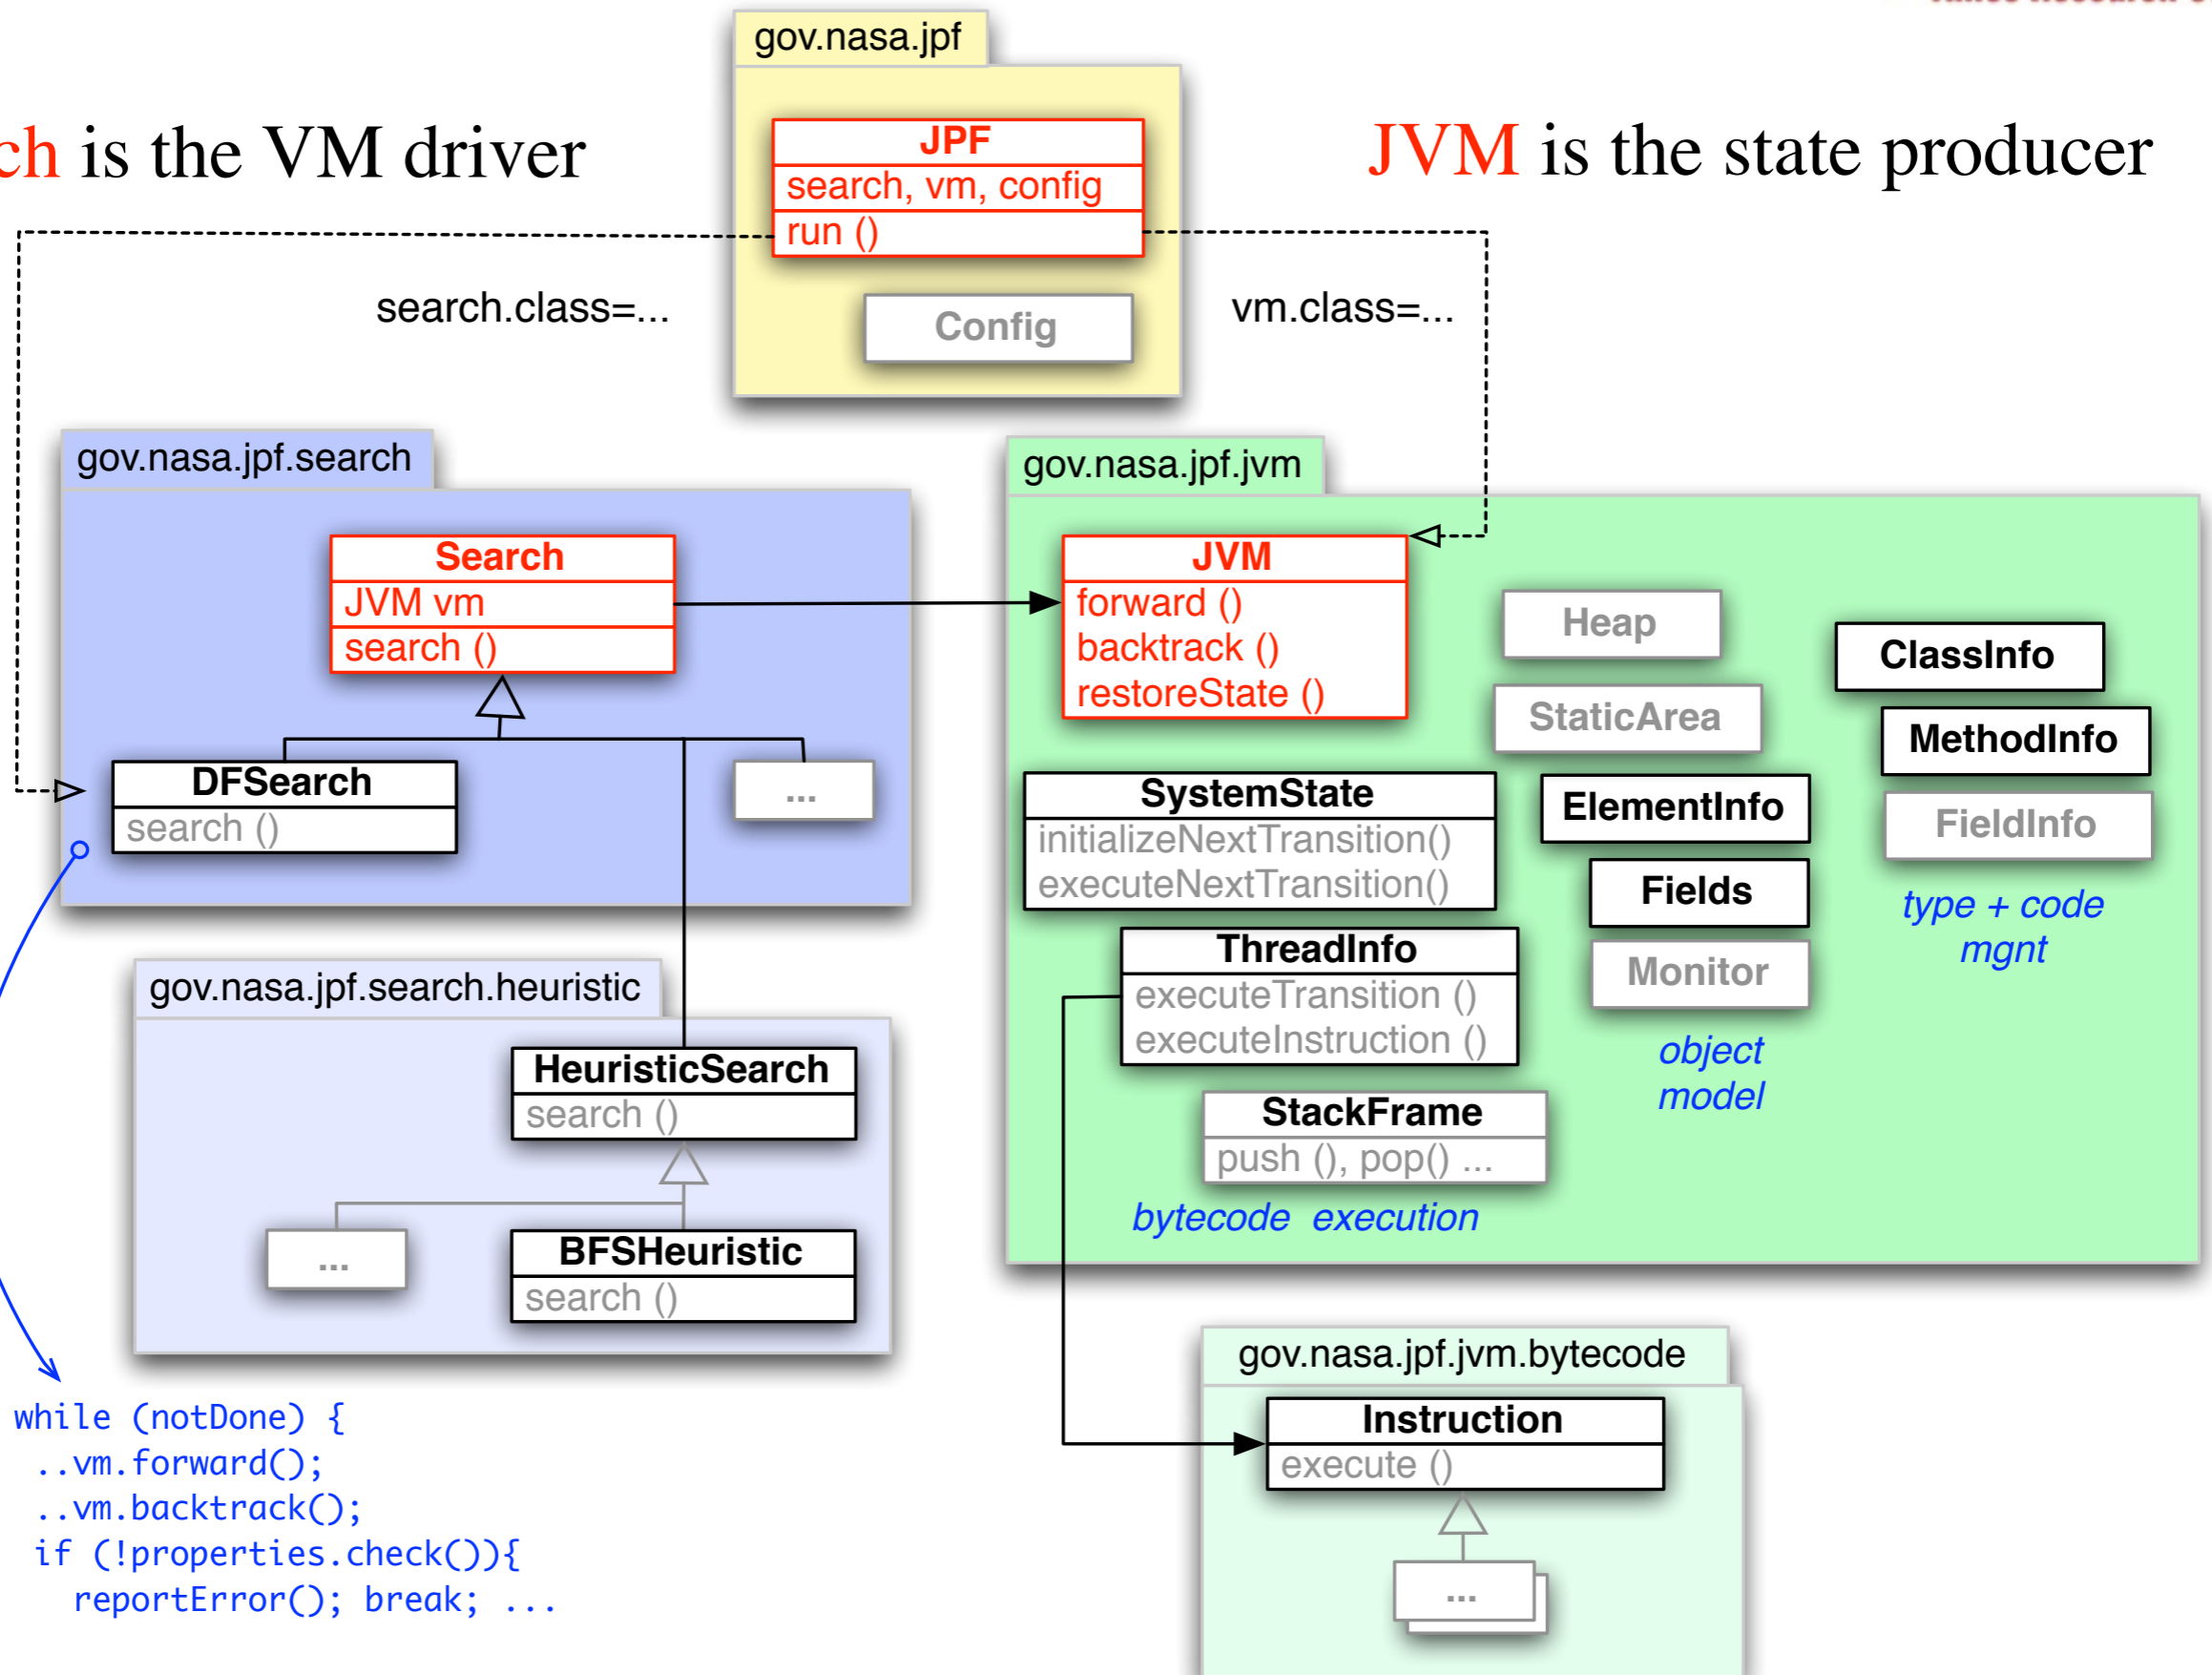 gov.nasa.jpf
ch is the VM driver
JVM is the state producer
JPF
search, vm, config
run ()
search.class=...
Config
vm.class=...
gov.nasa.jpf.search
Search
JVM vm
search ()
DFSearch
search ()
...
gov.nasa.jpf.search.heuristic
HeuristicSearch
search ()
...
BFSHeuristic
search ()
while (notDone) {
..vm.forward();
..vm.backtrack();
if (!properties.check()){
reportError(); break; ...
gov.nasa.jpf.jvm
JVM
forward ()
backtrack ()
restoreState ()
SystemState
initializeNextTransition()
executeNextTransition()
ThreadInfo
executeTransition ()
executeInstruction ()
StackFrame
push (), pop() ...
bytecode execution
Heap
StaticArea
ElementInfo
Fields
Monitor
object
model
ClassInfo
MethodInfo
FieldInfo
type + code
mgnt
gov.nasa.jpf.jvm.bytecode
Instruction
execute ()
...